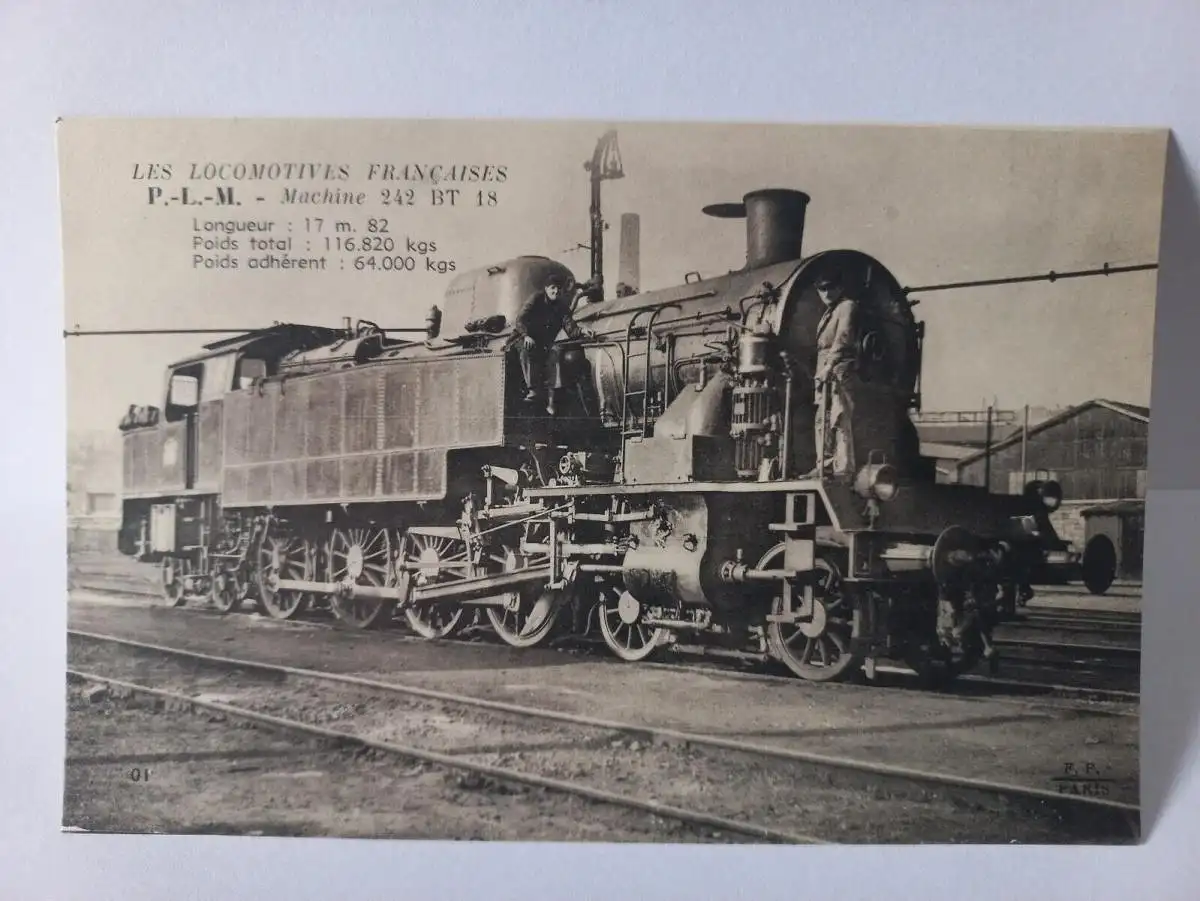 LES LOCOMOTIVES FRANÇAISES
P.-L.-M. - Machine 242 BT 18
Longueur : 17 m. 82
Poids total : 116.820 kgs
Poids adhérent : 64.000 kgs
01
F. P.
PARIS